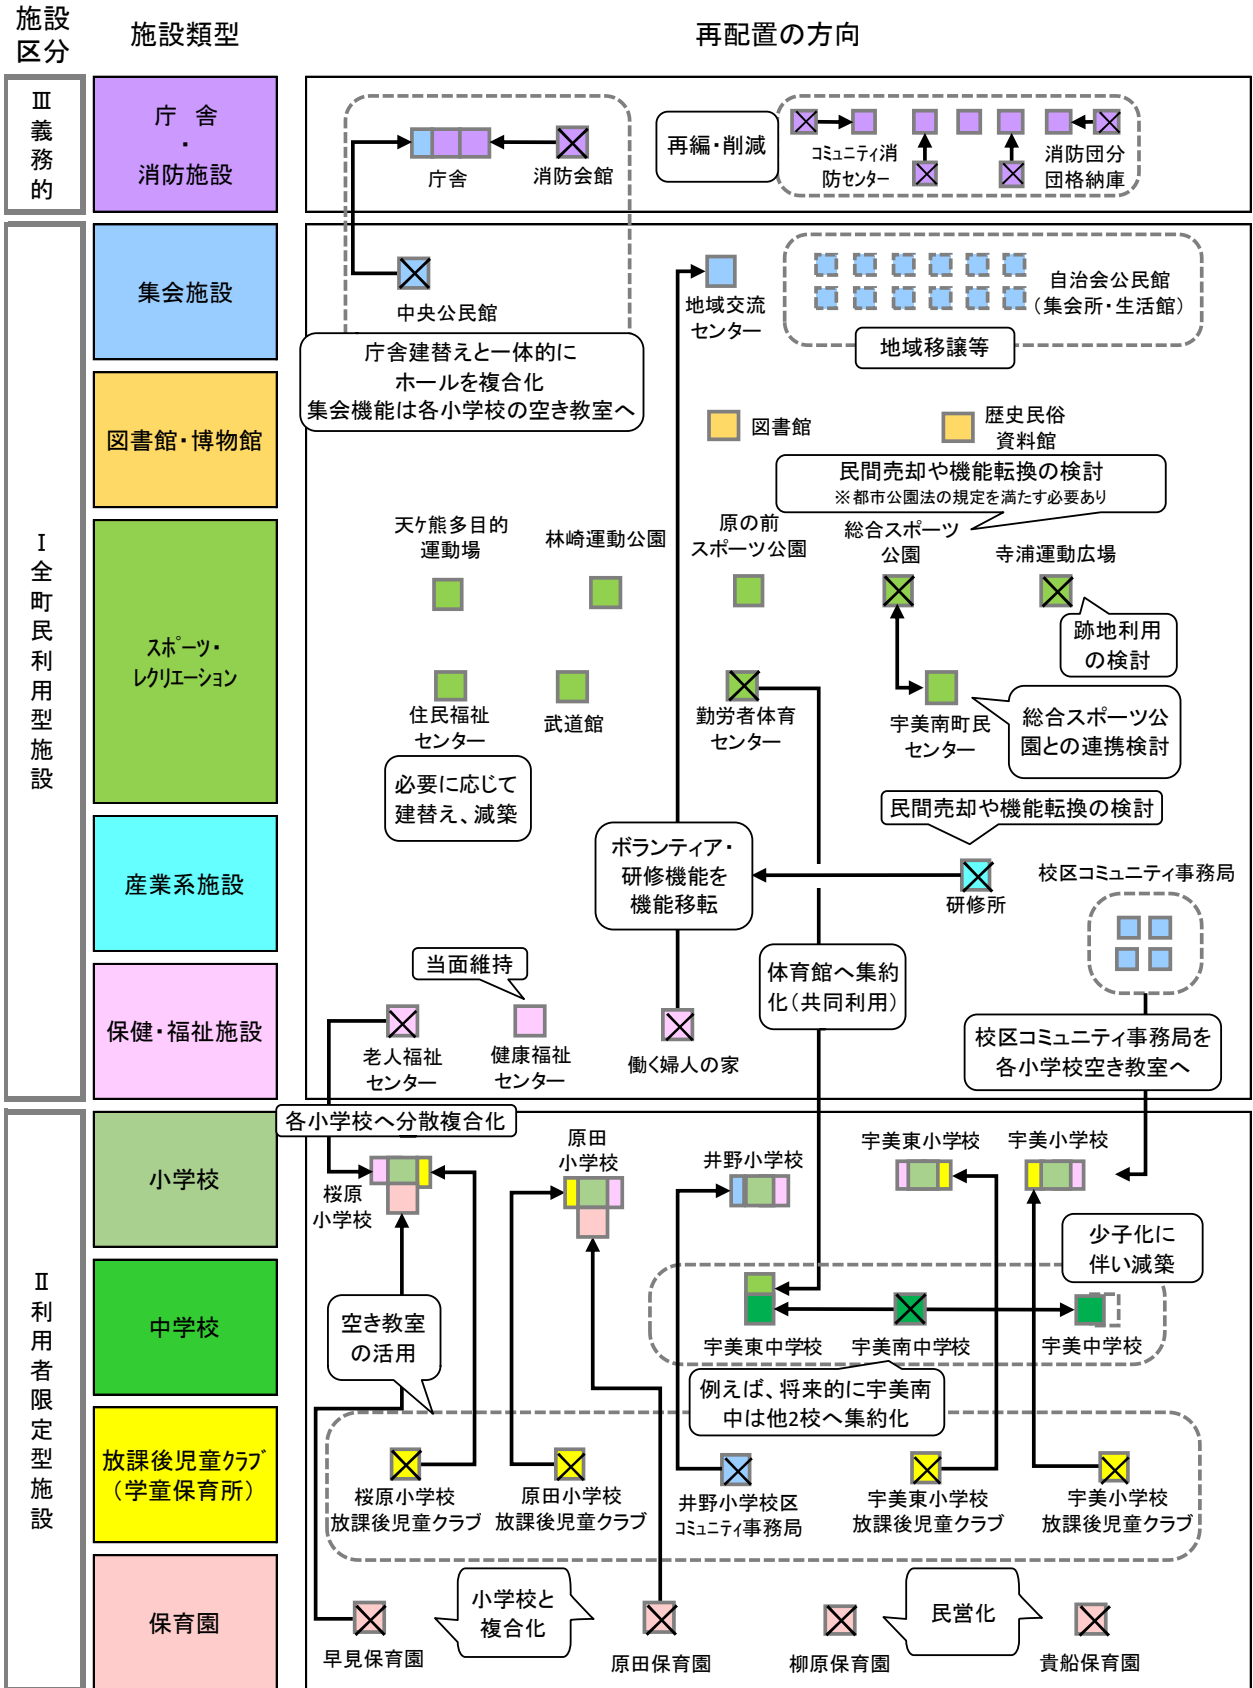 施設
区分
施設類型
再配置の方向
Ⅲ
義
務
的
庁　舎
・
消防施設
庁舎
消防会館
再編・削減
コミュニティ消
防センター
消防団分
団格納庫
Ⅰ
全
町
民
利
用
型
施
設
集会施設
中央公民館
地域交流
センター
自治会公民館
（集会所・生活館）
地域移譲等
庁舎建替えと一体的に
ホールを複合化
集会機能は各小学校の空き教室へ
図書館・博物館
図書館
歴史民俗
資料館
民間売却や機能転換の検討
※都市公園法の規定を満たす必要あり
スポーツ・
レクリエーション
天ケ熊多目的
運動場
林崎運動公園
原の前
スポーツ公園
総合スポーツ
公園
寺浦運動広場
跡地利用
の検討
住民福祉
センター
武道館
勤労者体育
センター
宇美南町民
センター
総合スポーツ公
園との連携検討
必要に応じて
建替え、減築
民間売却や機能転換の検討
産業系施設
ボランティア・
研修機能を
機能移転
研修所
校区コミュニティ事務局
保健・福祉施設
当面維持
体育館へ集約
化（共同利用）
老人福祉
センター
健康福祉
センター
働く婦人の家
校区コミュニティ事務局を
各小学校空き教室へ
Ⅱ
利
用
者
限
定
型
施
設
各小学校へ分散複合化
小学校
桜原
小学校
原田
小学校
井野小学校
宇美東小学校
宇美小学校
少子化に
伴い減築
中学校
空き教室
の活用
宇美東中学校
宇美南中学校
宇美中学校
例えば、将来的に宇美南
中は他2校へ集約化
放課後児童クラブ
（学童保育所）
桜原小学校
放課後児童クラブ
原田小学校
放課後児童クラブ
井野小学校区
コミュニティ事務局
宇美東小学校
放課後児童クラブ
宇美小学校
放課後児童クラブ
保育園
早見保育園
小学校と
複合化
原田保育園
柳原保育園
民営化
貴船保育園